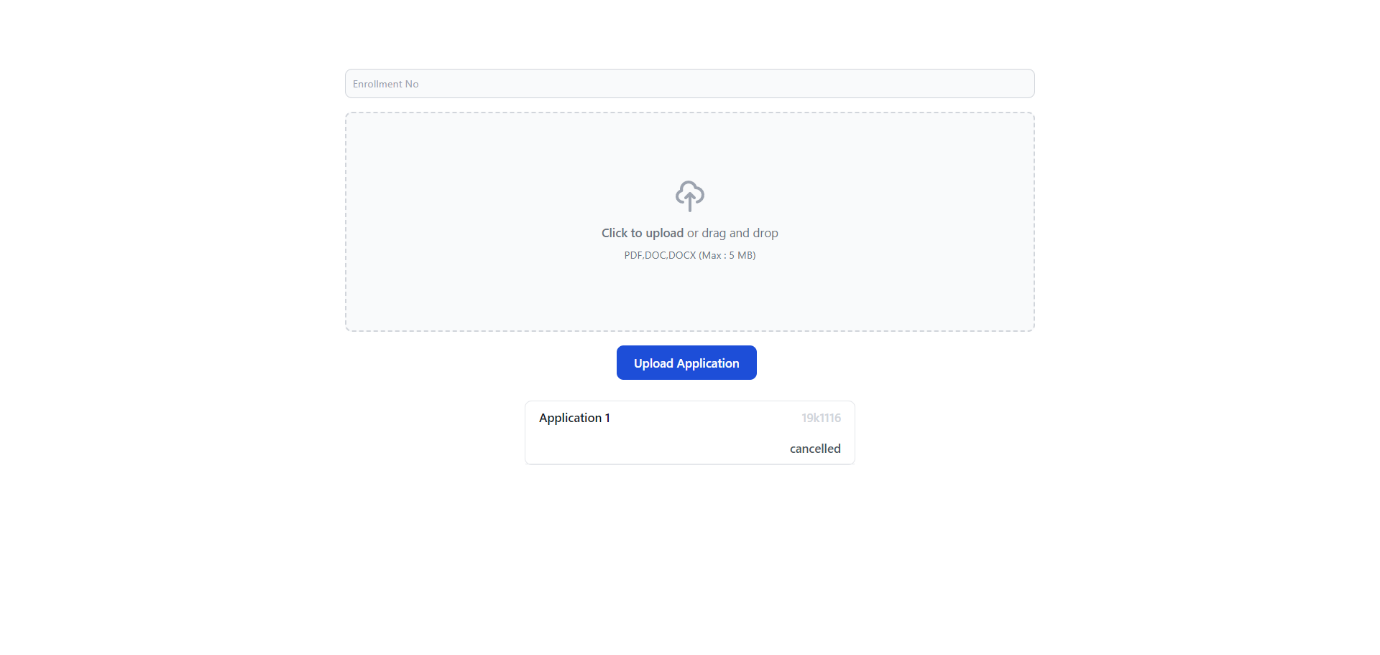 Enrollment No
Click to upload or drag and drop
PDF,DOC,DOCX (Max : 5 MB)
Upload Application
Application 1 19k1116
cancelled